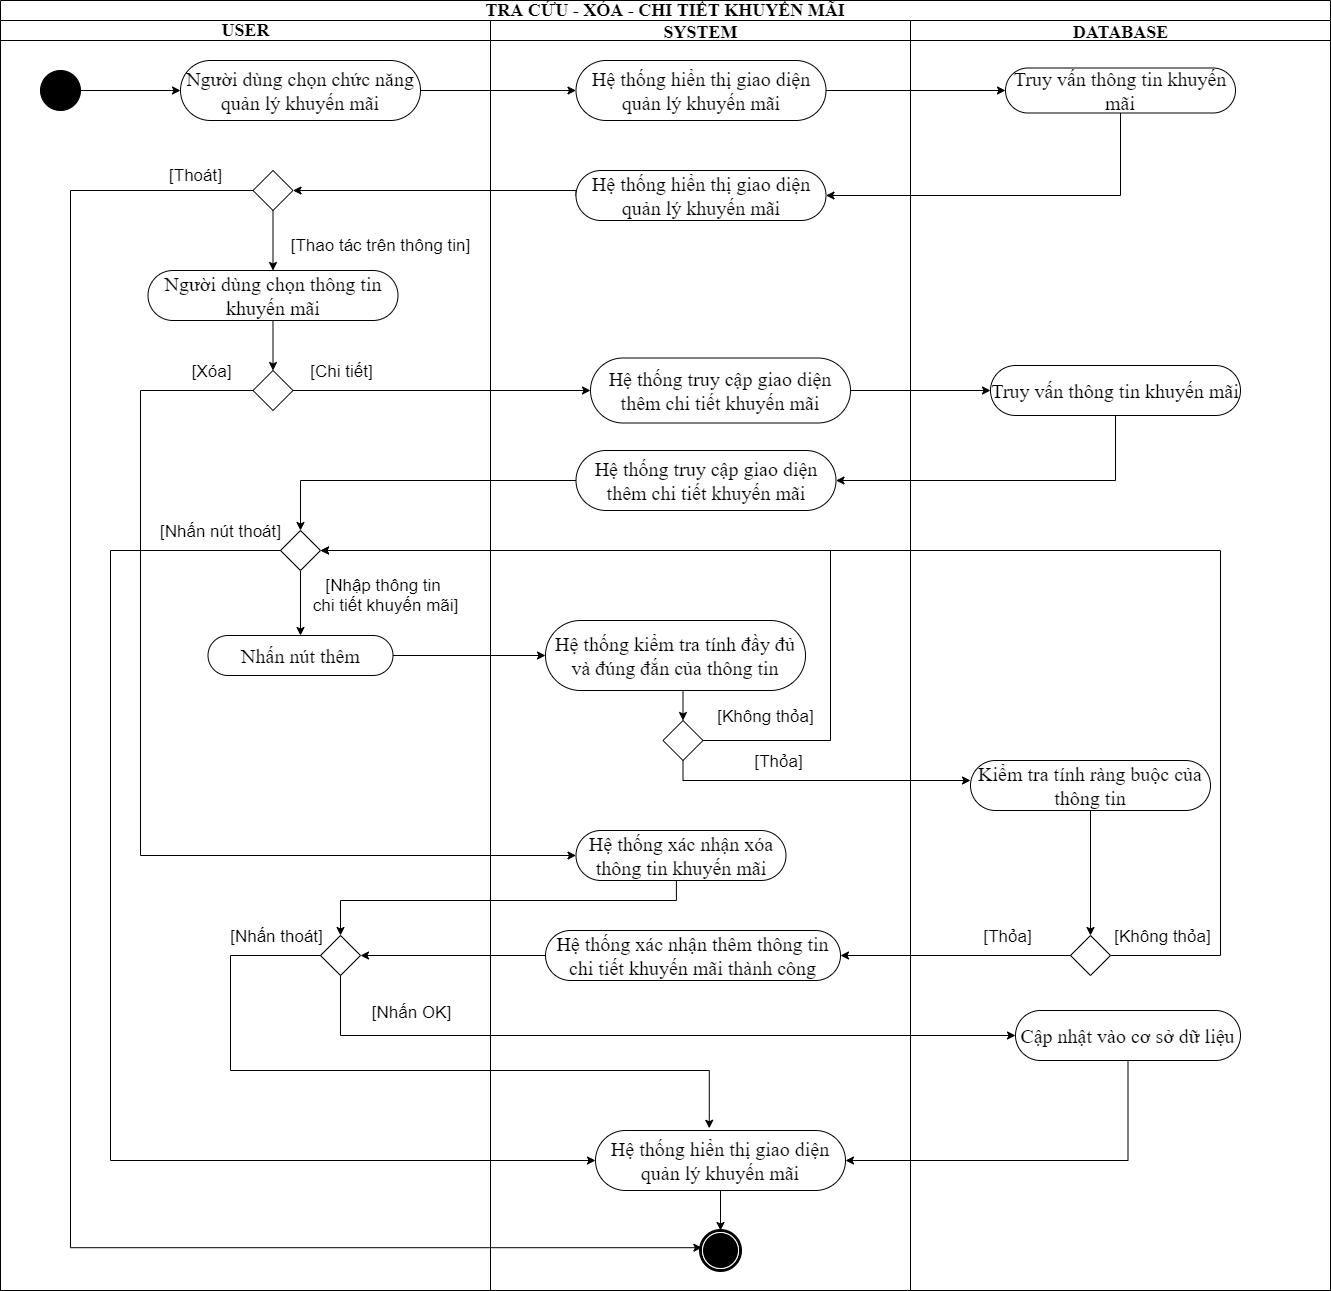 TRA CỨU - XÓA - CHI TIẾT KHUYẾN MÃI
USER
SYSTEM
DATABASE
Người dùng chọn chức năng
quản lý khuyến mãi
Hệ thống hiển thị giao diện
quản lý khuyến mãi
Truy vấn thông tin khuyến
mãi
[Thoát]
Hệ thống hiển thị giao diện
quản lý khuyến mãi
[Thao tác trên thông tin]
Người dùng chọn thông tin
khuyến mãi
[Xóa]
[Chi tiết]
Hệ thống truy cập giao diện
thêm chi tiết khuyến mãi
Truy vấn thông tin khuyến mãi
Hệ thống truy cập giao diện
thêm chi tiết khuyến mãi
[Nhấn nút thoát]
[Nhập thông tin
chi tiết khuyến mãi]
Nhấn nút thêm
Hệ thống kiểm tra tính đầy đủ
và đúng đắn của thông tin
[Không thỏa]
[Thỏa]
Kiểm tra tính ràng buộc của
thông tin
Hệ thống xác nhận xóa
thông tin khuyến mãi
[Nhấn thoát]
Hệ thống xác nhận thêm thông tin
chi tiết khuyến mãi thành công
[Thỏa]
[Không thỏa]
[Nhấn OK]
Cập nhật vào cơ sở dữ liệu
Hệ thống hiển thị giao diện
quản lý khuyến mãi